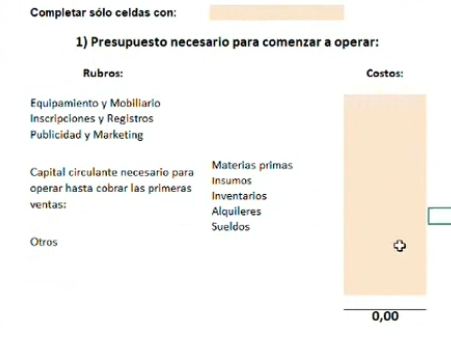 Completar sólo celdas con:
1) Presupuesto necesario para comenzar a operar:
Rubros: Costos:
Equipamiento y Mobiliario
Inscripciones y Registros
Publicidad y Marketing
Capital circulante necesario para
operar hasta cobrar las primeras
ventas:
Materias primas
Insumos
Inventarios
Alquileres
Sueldos
Otros
0,00